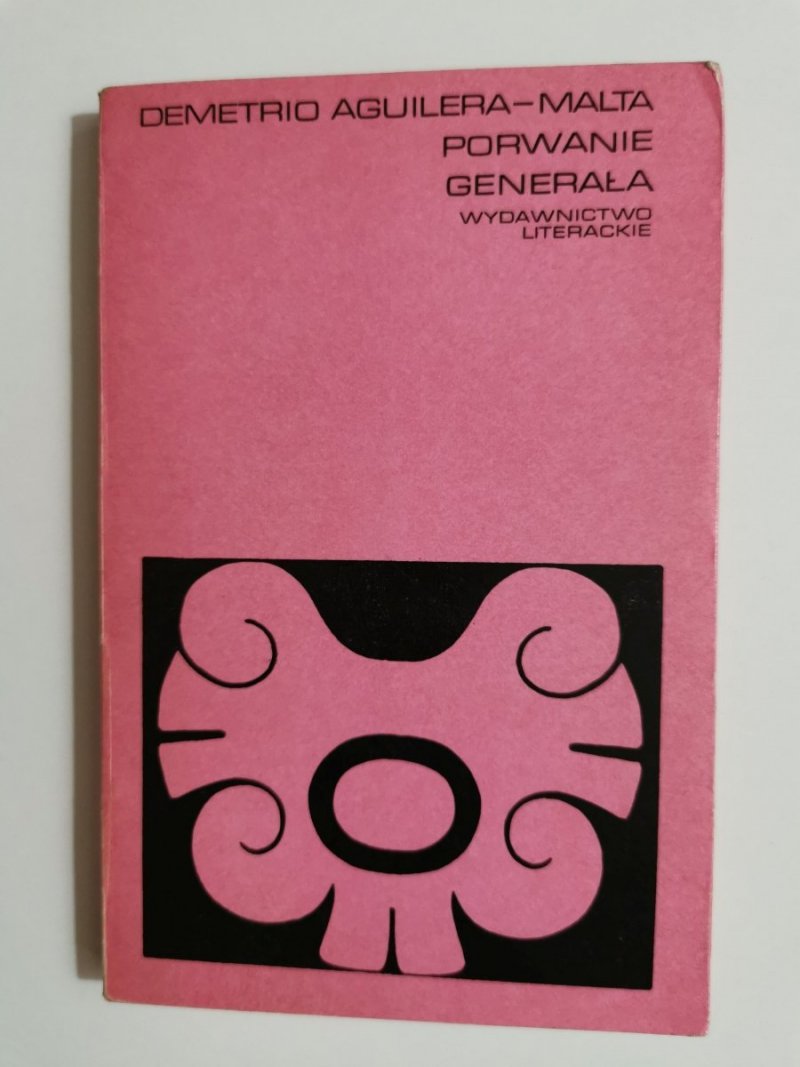 DEMETRIO AGUILERA–MALTA
PORWANIE
GENERAŁA
WYDAWNICTWO
LITERACKIE